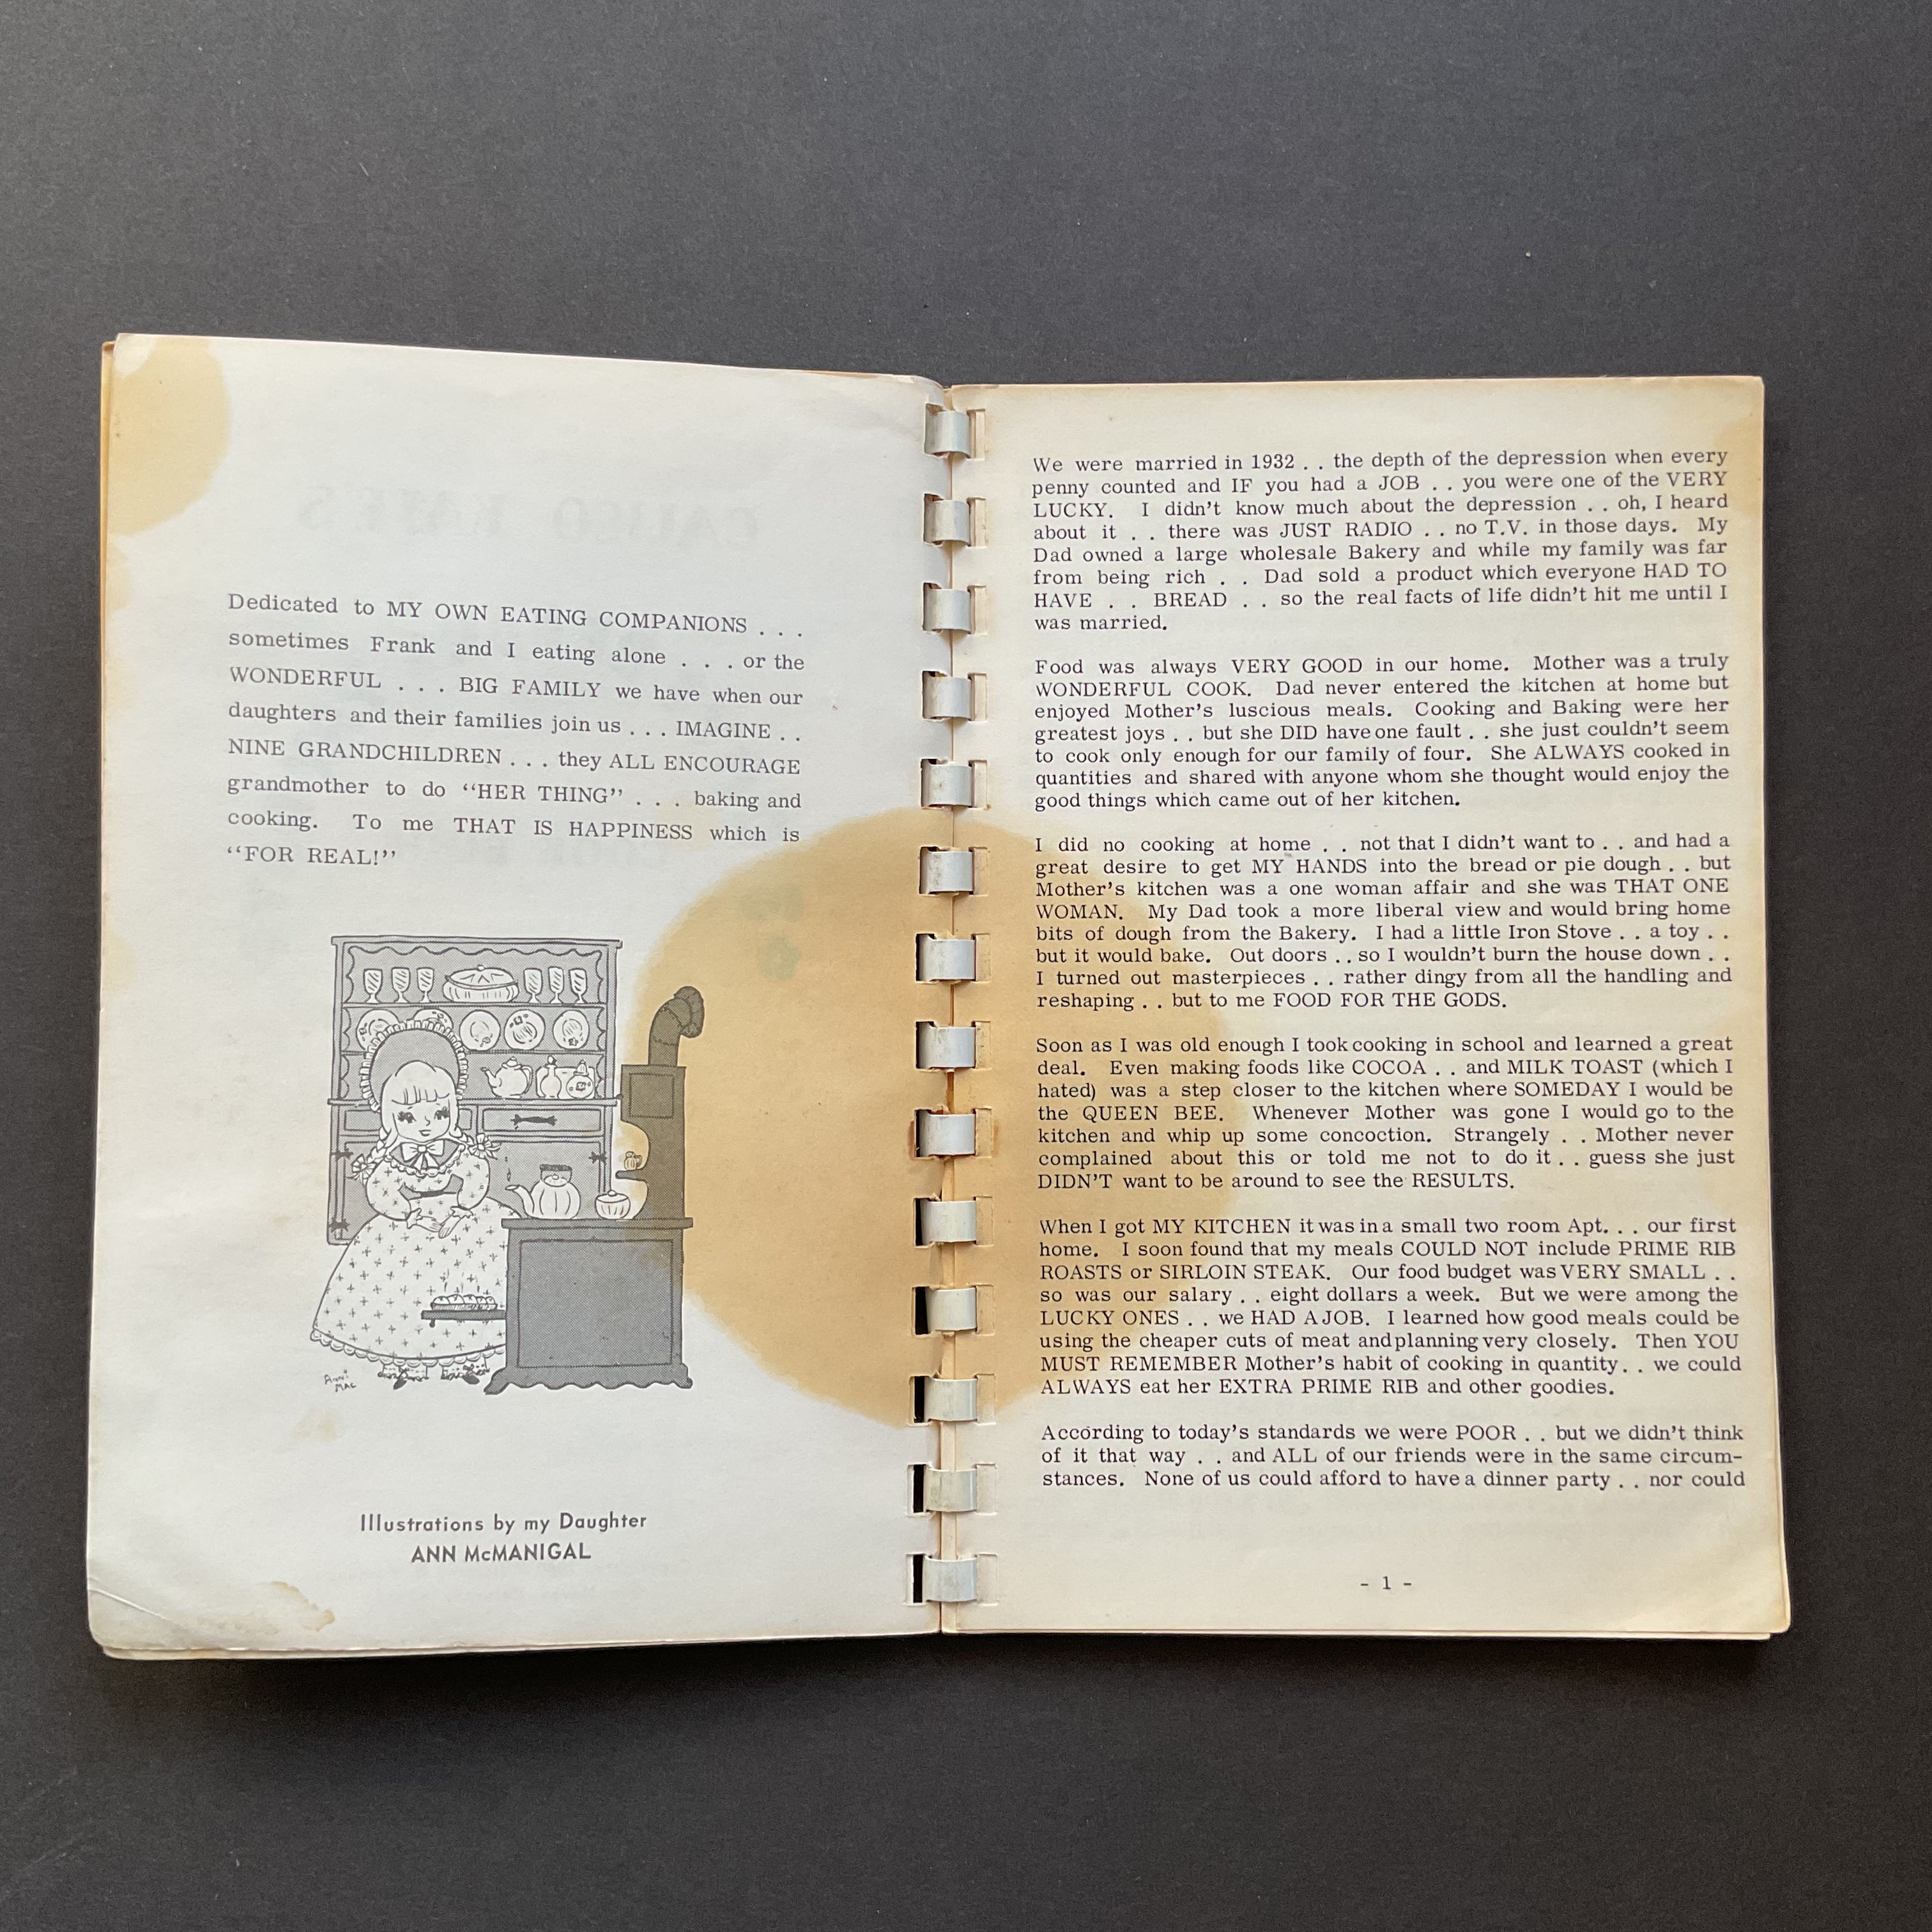 Dedicated to MY OWN EATING COMPANIONS . . .
sometimes Frank and I eating alone . . . or the
WONDERFUL . . . BIG FAMILY we have when our
daughters and their families join us . . . IMAGINE . .
NINE GRANDCHILDREN . . . they ALL ENCOURAGE
grandmother to do “HER THING” . . . baking and
cooking. To me THAT IS HAPPINESS which is
“FOR REAL!”
Ann
MAC
Illustrations by my Daughter
ANN McMANIGAL
We were married in 1932 . . the depth of the depression when every
penny counted and IF you had a JOB . . you were one of the VERY
LUCKY. I didn't know much about the depression . . oh, I heard
about it . . there was JUST RADIO . . no T.V. in those days. My
Dad owned a large wholesale Bakery and while my family was far
from being rich . . Dad sold a product which everyone HAD TO
HAVE . . BREAD . . so the real facts of life didn't hit me until I
was married.
Food was always VERY GOOD in our home. Mother was a truly
WONDERFUL COOK. Dad never entered the kitchen at home but
enjoyed Mother's luscious meals. Cooking and Baking were her
greatest joys . . but she DID have one fault . . she just couldn't seem
to cook only enough for our family of four. She ALWAYS cooked in
quantities and shared with anyone whom she thought would enjoy the
good things which came out of her kitchen.
I did no cooking at home . . not that I didn't want to . . and had a
great desire to get MY HANDS into the bread or pie dough . . but
Mother's kitchen was a one woman affair and she was THAT ONE
WOMAN. My Dad took a more liberal view and would bring home
bits of dough from the Bakery. I had a little Iron Stove . . a toy . .
but it would bake. Out doors . . so I wouldn't burn the house down . .
I turned out masterpieces . . rather dingy from all the handling and
reshaping . . but to me FOOD FOR THE GODS.
Soon as I was old enough I took cooking in school and learned a great
deal. Even making foods like COCOA . . and MILK TOAST (which I
hated) was a step closer to the kitchen where SOMEDAY I would be
the QUEEN BEE. Whenever Mother was gone I would go to the
kitchen and whip up some concoction. Strangely . . Mother never
complained about this or told me not to do it . . guess she just
DIDN'T want to be around to see the RESULTS.
When I got MY KITCHEN it was in a small two room Apt. . . our first
home. I soon found that my meals COULD NOT include PRIME RIB
ROASTS or SIRLOIN STEAK. Our food budget was VERY SMALL . .
so was our salary . . eight dollars a week. But we were among the
LUCKY ONES . . we HAD A JOB. I learned how good meals could be
using the cheaper cuts of meat and planning very closely. Then YOU
MUST REMEMBER Mother's habit of cooking in quantity. . we could
ALWAYS eat her EXTRA PRIME RIB and other goodies.
According to today's standards we were POOR . . but we didn't think
of it that way . . and ALL of our friends were in the same circum-
stances. None of us could afford to have a dinner party . . nor could
- 1 -